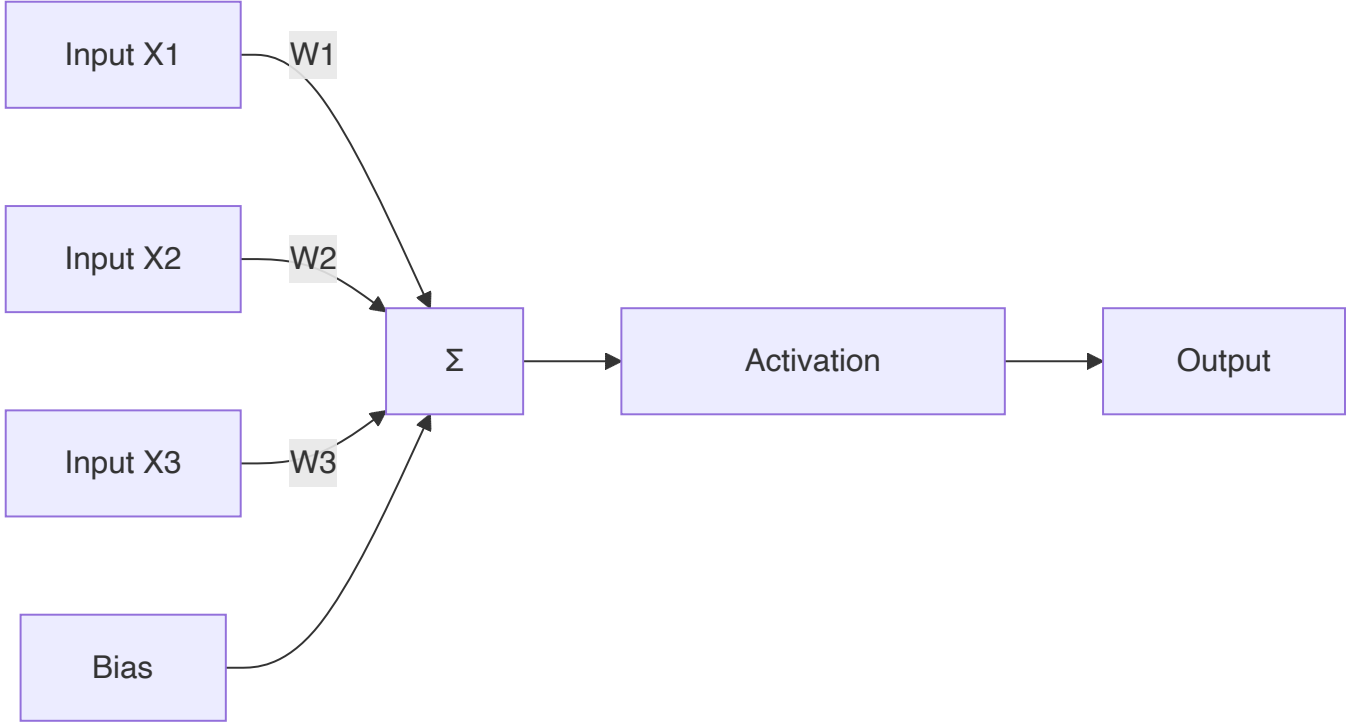 Input X1
W1
Input X2
W2
Σ
Activation
Output
Input X3
W3
Bias